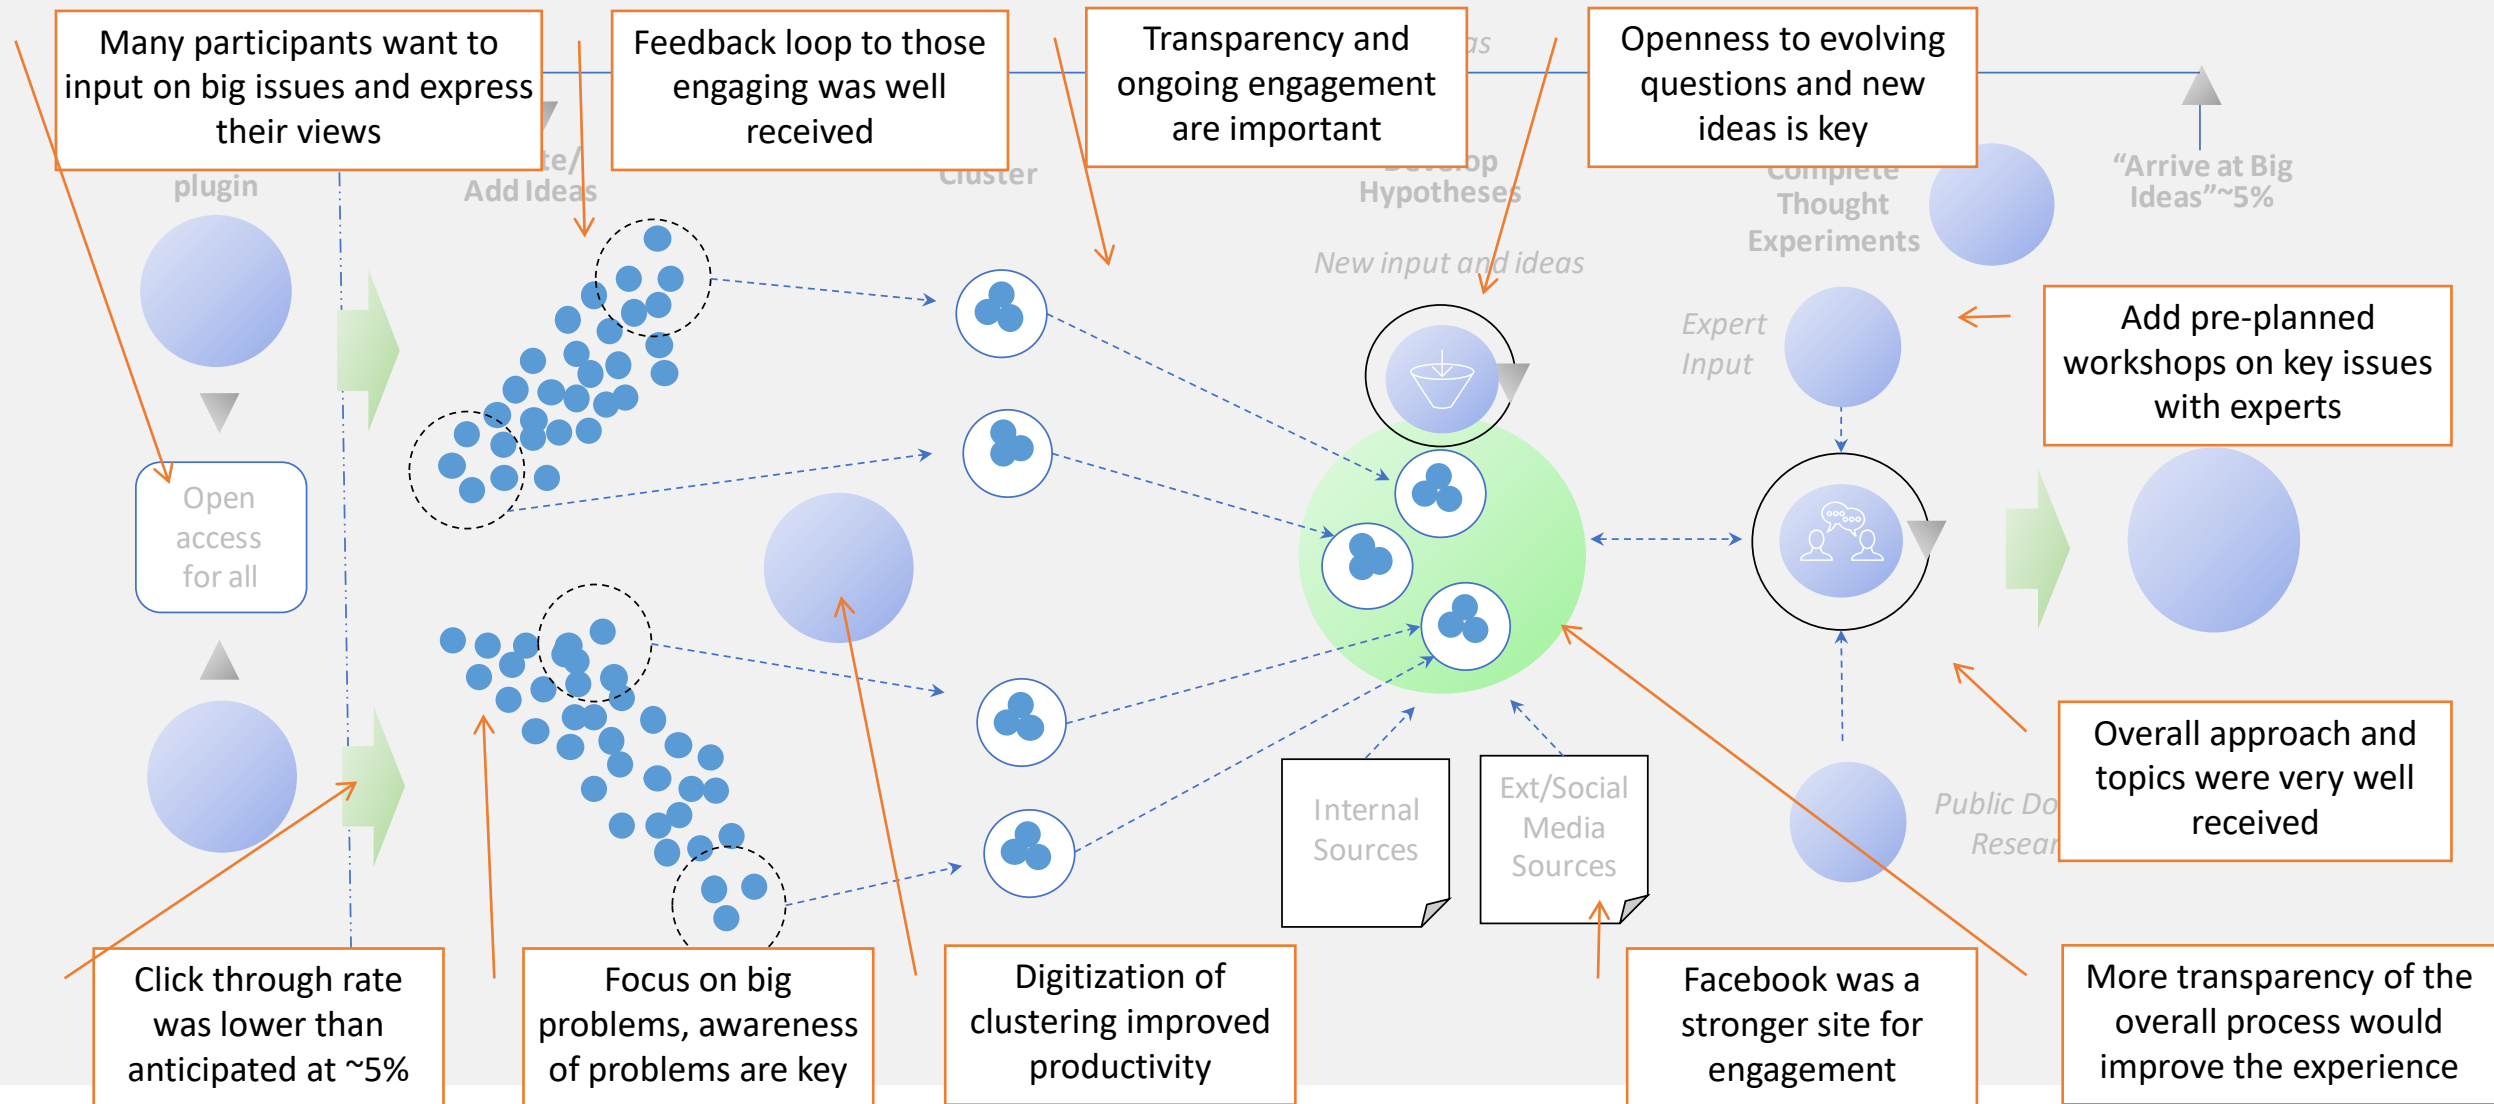 Many participants want to
input on big issues and express
their views
Feedback loop to those
engaging was well
received
Transparency and
ongoing engagement
are important
Openness to evolving
questions and new
ideas is key
plugin
Add Ideas
Cluster
Develop
Hypotheses
New input and ideas
Complete
Thought
Experiments
“Arrive at Big
Ideas”~5%
Expert
Input
Add pre-planned
workshops on key issues
with experts
Open
access
for all
Internal
Sources
Ext/Social
Media
Sources
Public
Overall approach and
topics were very well
received
Click through rate
was lower than
anticipated at ~5%
Focus on big
problems, awareness
of problems are key
Digitization of
clustering improved
productivity
Facebook was a
stronger site for
engagement
More transparency of the
overall process would
improve the experience